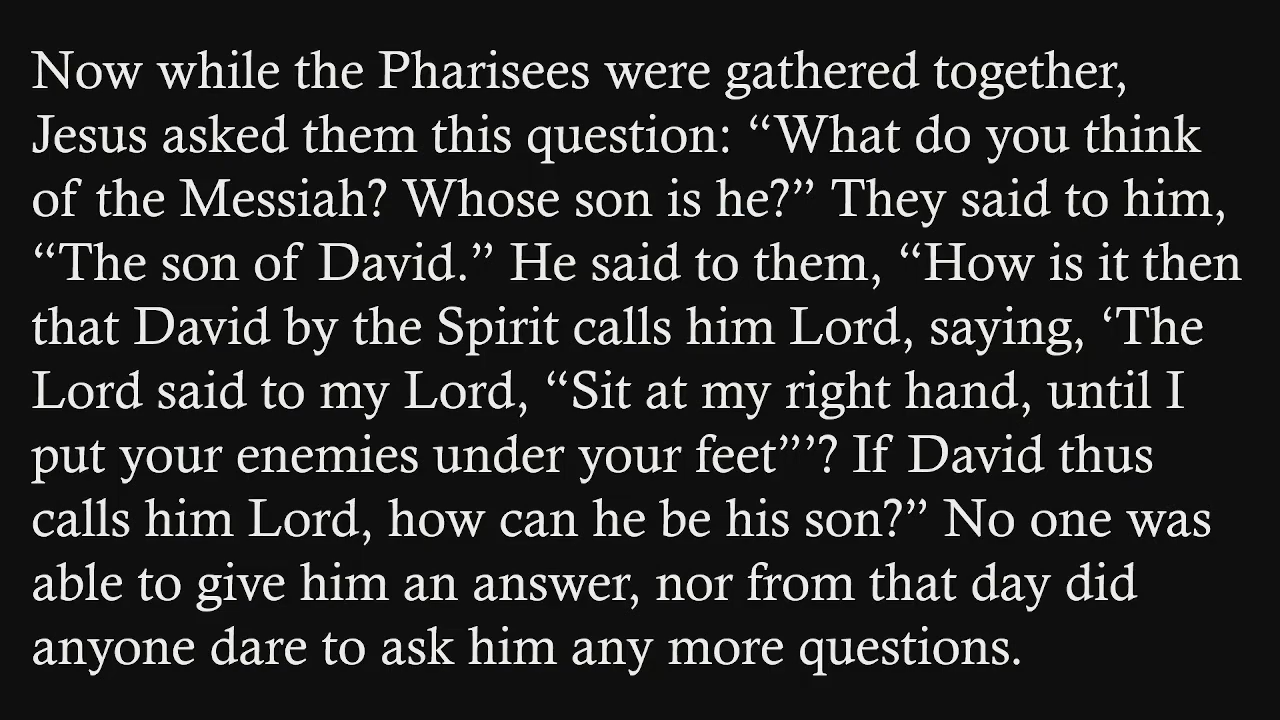 Now while the Pharisees were gathered together,
Jesus asked them this question: “What do you think
of the Messiah? Whose son is he?” They said to him,
“The son of David.” He said to them, “How is it then
that David by the Spirit calls him Lord, saying, ‘The
Lord said to my Lord, “Sit at my right hand, until I
put your enemies under your feet”’? If David thus
calls him Lord, how can he be his son?” No one was
able to give him an answer, nor from that day did
anyone dare to ask him any more questions.